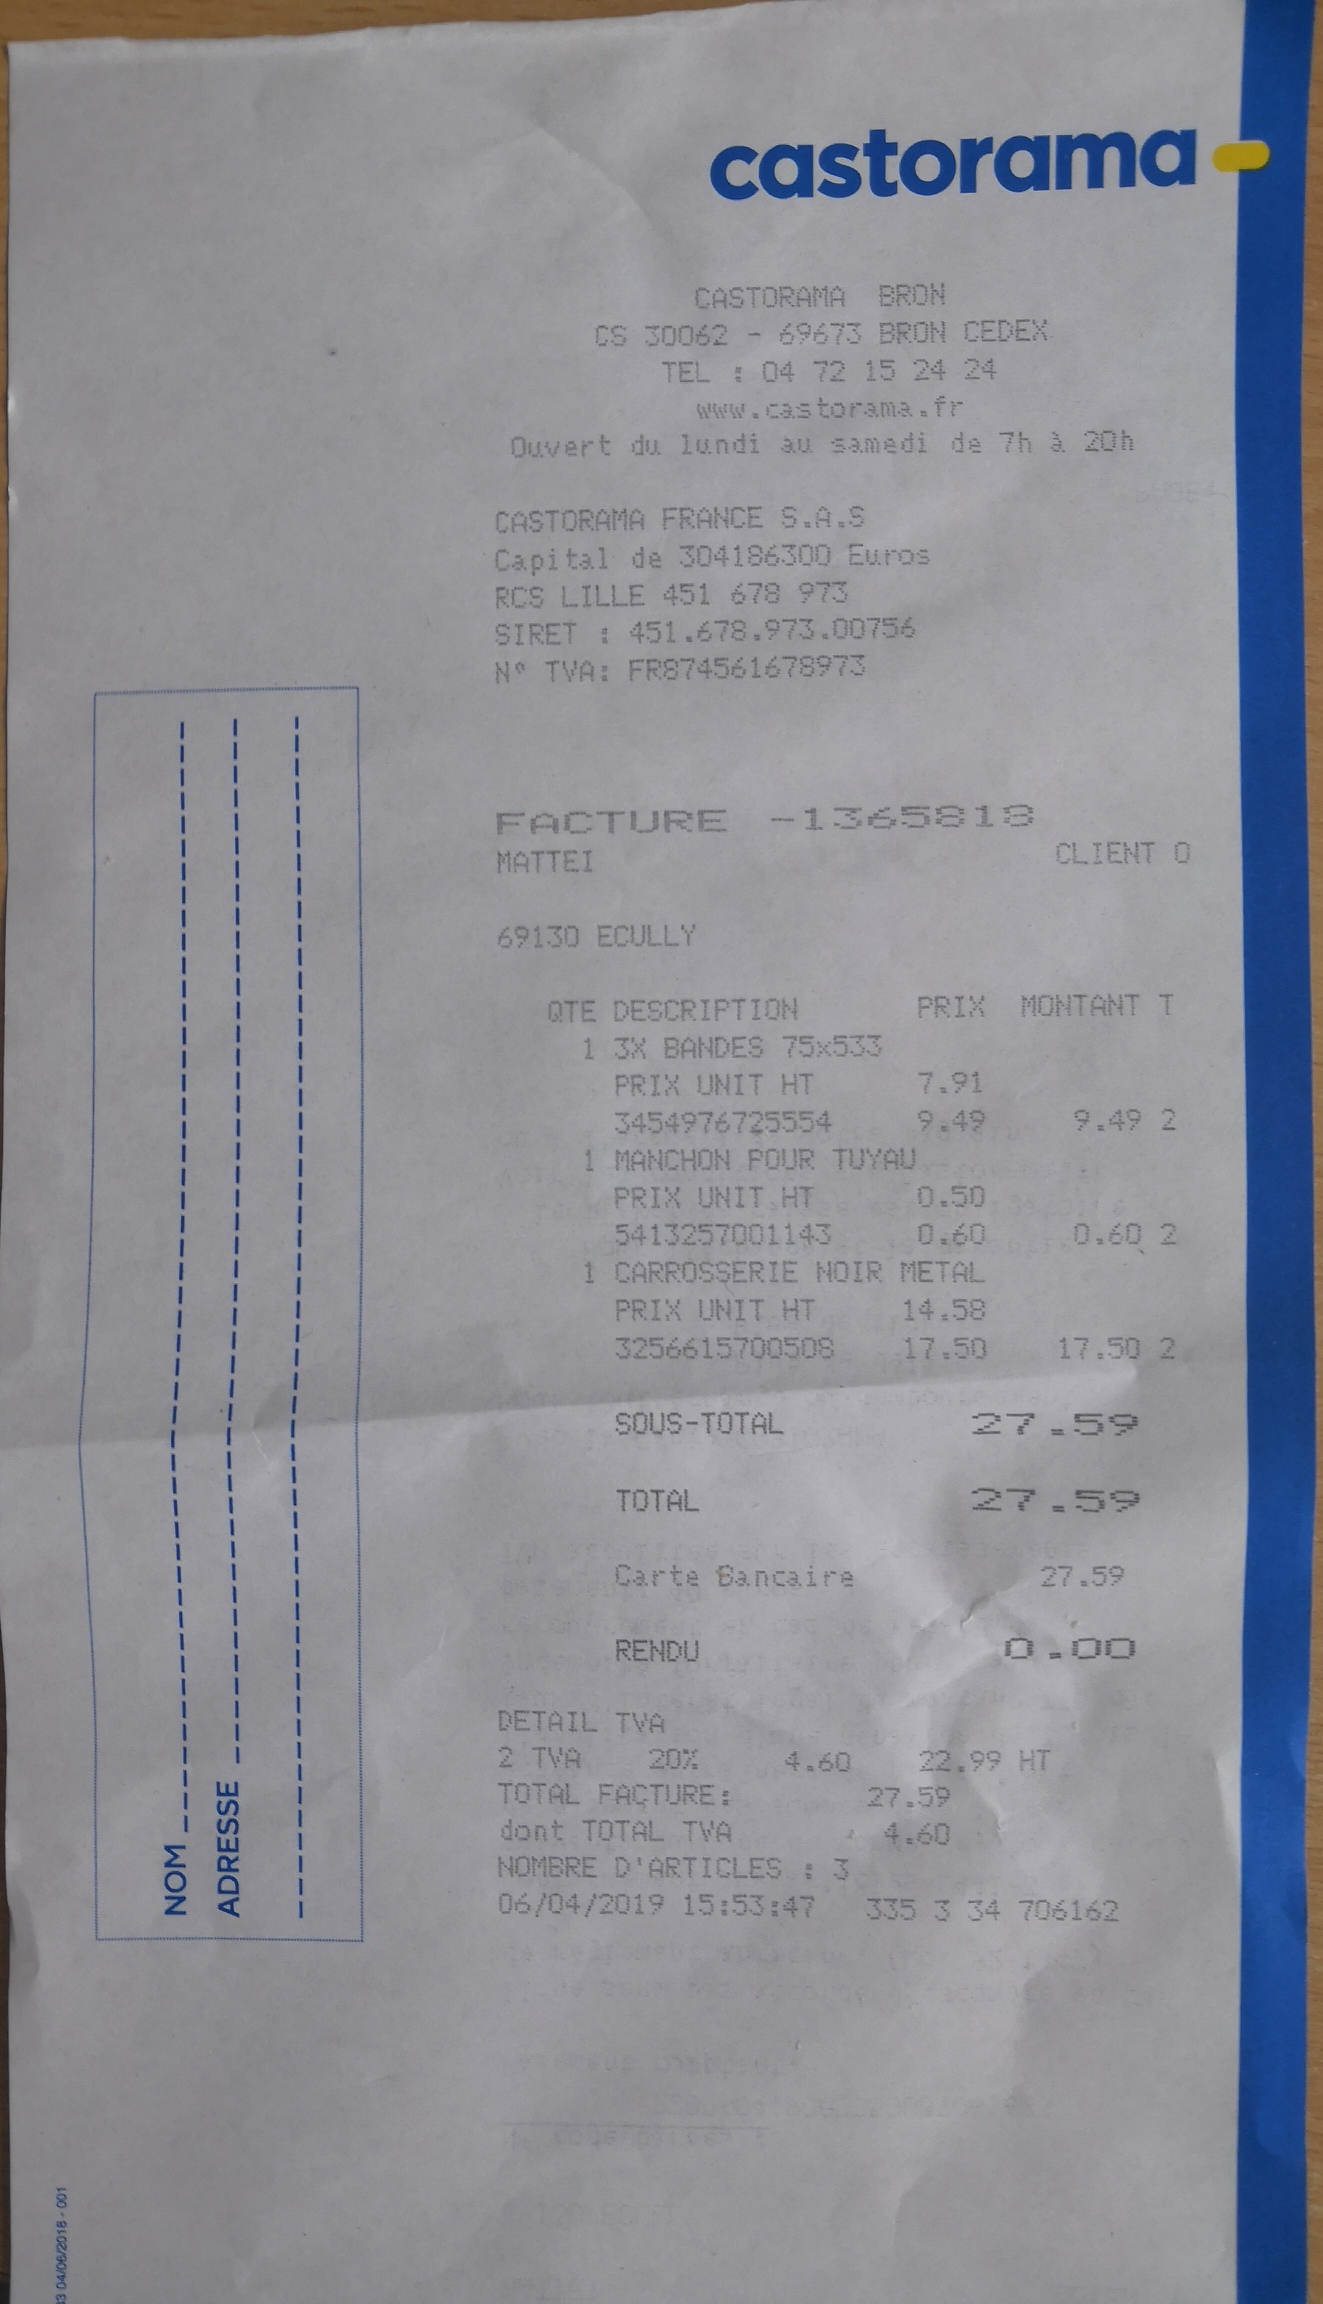 castorama
CASTORAMA BRON
CS 30062 - 69673 BRON CEDEX
TEL : 04 72 15 24 24
www.castorama.fr
Ouvert du lundi au samedi de 7h à 20h
CASTORAMA FRANCE S.A.S
Capital de 304186300 Euros
RCS LILLE 451 678 973
SIRET : 451.678.973.00756
N° TVA: FR874561678973
FACTURE -1365818
MATTEI CLIENT 0
69130 ECULLY
QTE DESCRIPTION PRIX MONTANT T
1 3X BANDES 75x533
PRIX UNIT HT 7.91
3454976725554 9.49 9.49 2
1 MANCHON POUR TUYAU
PRIX UNIT HT 0.50
5413257001143 0.60 0.60 2
1 CARROSSERIE NOIR METAL
PRIX UNIT HT 14.58
3256615700508 17.50 17.50 2
SOUS-TOTAL 27.59
TOTAL 27.59
Carte Bancaire 27.59
RENDU 0.00
DETAIL TVA
2 TVA 20% 4.60 22.99 HT
TOTAL FACTURE: 27.59
dont TOTAL TVA 4.60
NOMBRE D'ARTICLES : 3
06/04/2019 15:53:47 335 3 34 706162
NOM
ADRESSE
04/06/2018 - 001